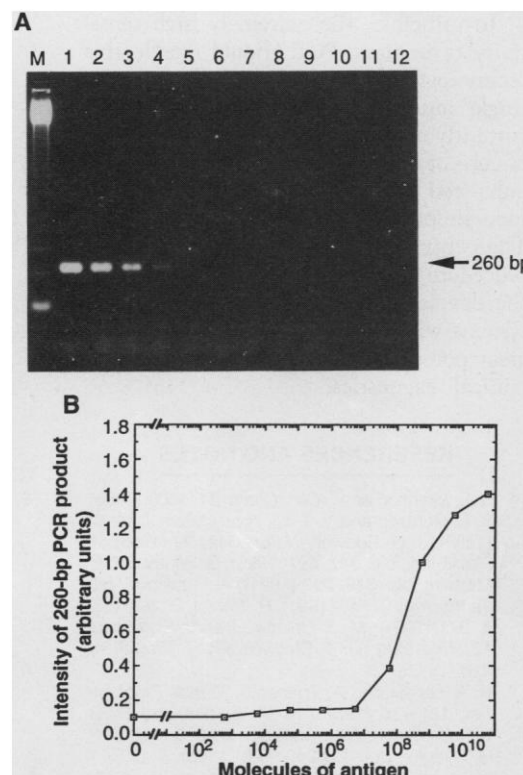 A
M 1 2 3 4 5 6 7 8 9 10 11 12
260 bp
B
Intensity of 260-bp PCR product
(arbitrary units)
1.8
1.6
1.4
1.2
1.0
0.8
0.6
0.4
0.2
0
0 10² 10⁴ 10⁶ 10⁸ 10¹⁰
Molecules of antigen